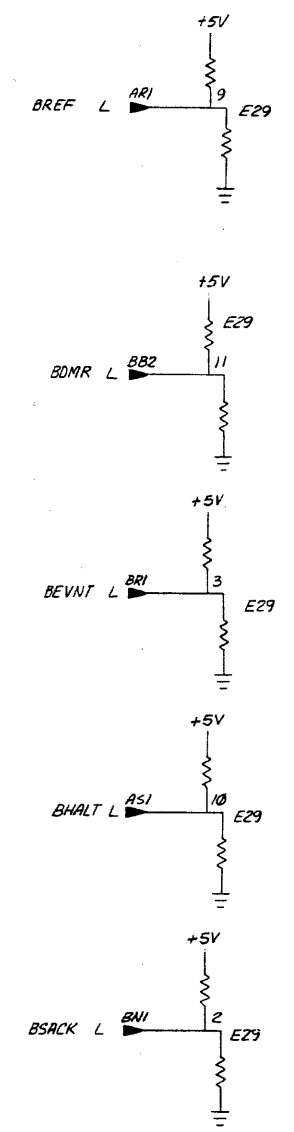 +5V
AR1
9
BREF L
E29
+5V
E29
BB2
11
BDMR L
+5V
BR1
3
BEVNT L
E29
+5V
AS1
10
BHALT L
E29
+5V
BN1
2
BSACK L
E29